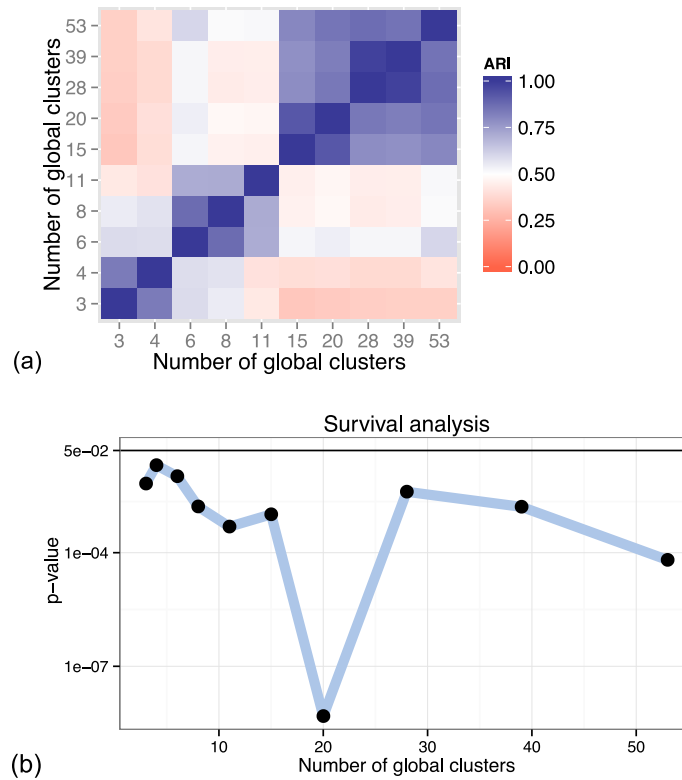 53
39
28
20
15
11
8
6
4
3
Number of global clusters
3 4 6 8 11 15 20 28 39 53
Number of global clusters
ARI
1.00
0.75
0.50
0.25
0.00
(a)
Survival analysis
5e−02
1e−04
1e−07
p−value
10 20 30 40 50
Number of global clusters
(b)